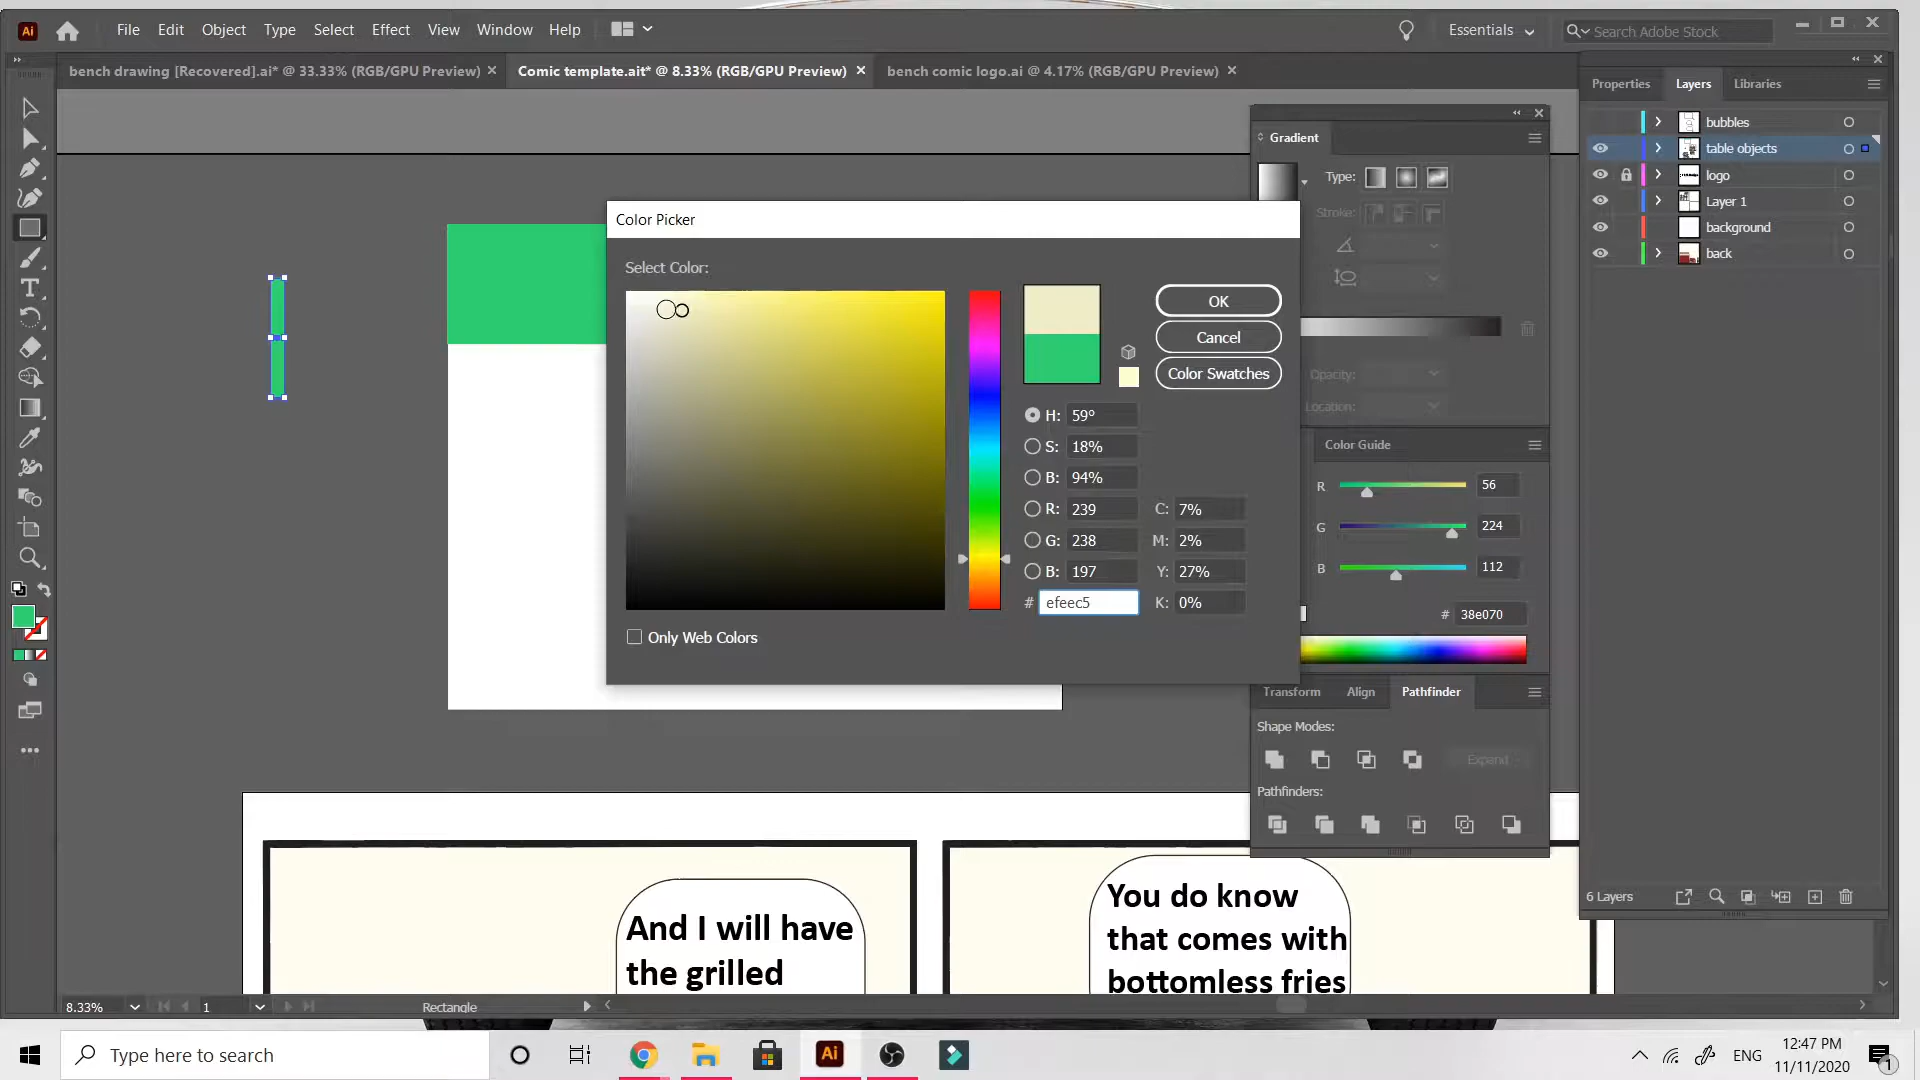 Ai
File Edit Object Type Select Effect View Window Help
Essentials
Search Adobe Stock
bench drawing [Recovered].ai* @ 33.33% (RGB/GPU Preview)
Comic template.ait* @ 8.33% (RGB/GPU Preview)
bench comic logo.ai @ 4.17% (RGB/GPU Preview)
Properties Layers Libraries
bubbles
table objects
logo
Layer 1
background
back
6 Layers
Gradient
Type:
Stroke:
Opacity:
Location:
Color Picker
Select Color:
OK
Cancel
Color Swatches
H: 59°
S: 18%
B: 94%
R: 239
G: 238
B: 197
# efeec5
C: 7%
M: 2%
Y: 27%
K: 0%
Only Web Colors
Color Guide
R 56
G 224
B 112
# 38e070
Transform Align Pathfinder
Shape Modes:
Expand
Pathfinders:
And I will have
the grilled
You do know
that comes with
bottomless fries
8.33%
1
Rectangle
Type here to search
Ai
ENG
12:47 PM
11/11/2020
1